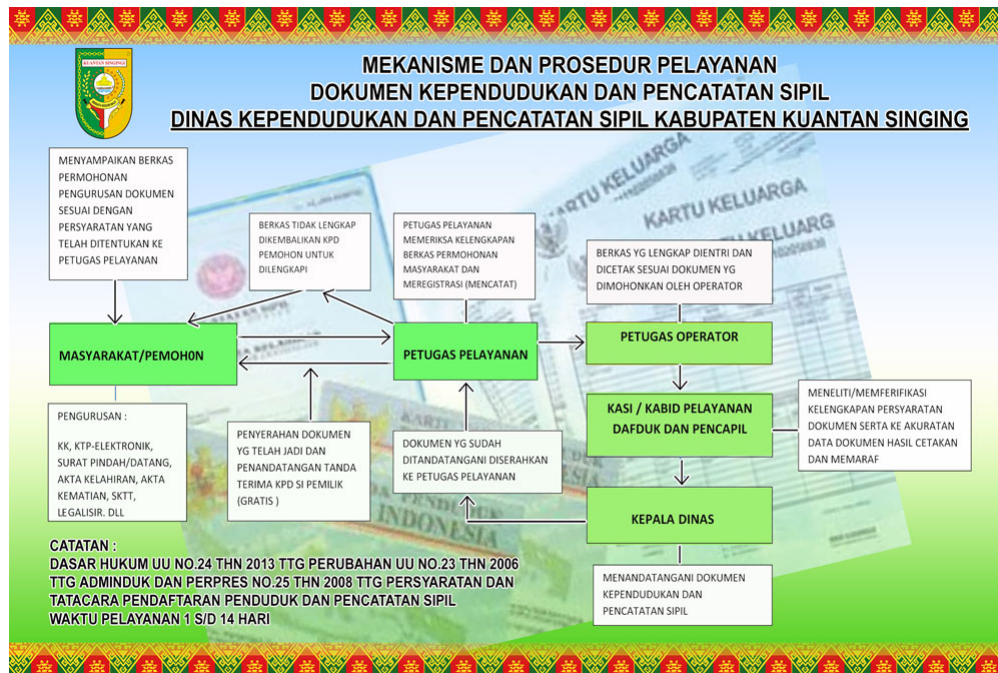 KUANTAN SINGINGI
MEKANISME DAN PROSEDUR PELAYANAN
DOKUMEN KEPENDUDUKAN DAN PENCATATAN SIPIL
DINAS KEPENDUDUKAN DAN PENCATATAN SIPIL KABUPATEN KUANTAN SINGING
MENYAMPAIKAN BERKAS
PERMOHONAN
PENGURUSAN DOKUMEN
SESUAI DENGAN
PERSYARATAN YANG
TELAH DITENTUKAN KE
PETUGAS PELAYANAN
BERKAS TIDAK LENGKAP
DIKEMBALIKAN KPD
PEMOHON UNTUK
DILENGKAPI
PETUGAS PELAYANAN
MEMERIKSA KELENGKAPAN
BERKAS PERMOHONAN
MASYARAKAT DAN
MEREGISTRASI (MENCATAT)
BERKAS YG LENGKAP DIENTRI DAN
DICETAK SESUAI DOKUMEN YG
DIMOHONKAN OLEH OPERATOR
KARTU KELUARGA
KARTU KELUARGA
KELUARG
MASYARAKAT/PEMOH0N
PETUGAS PELAYANAN
PETUGAS OPERATOR
KASI / KABID PELAYANAN
DAFDUK DAN PENCAPIL
MENELITI/MEMFERIFIKASI
KELENGKAPAN PERSYARATAN
DOKUMEN SERTA KE AKURATAN
DATA DOKUMEN HASIL CETAKAN
DAN MEMARAF
PENGURUSAN :
KK, KTP-ELEKTRONIK,
SURAT PINDAH/DATANG,
AKTA KELAHIRAN, AKTA
KEMATIAN, SKTT,
LEGALISIR. DLL
PENYERAHAN DOKUMEN
YG TELAH JADI DAN
PENANDATANGAN TANDA
TERIMA KPD SI PEMILIK
(GRATIS )
DOKUMEN YG SUDAH
DITANDATANGANI DISERAHKAN
KE PETUGAS PELAYANAN
KEPALA DINAS
INDONESIA
MENANDATANGANI DOKUMEN
KEPENDUDUKAN DAN
PENCATATAN SIPIL
CATATAN :
DASAR HUKUM UU NO.24 THN 2013 TTG PERUBAHAN UU NO.23 THN 2006
TTG ADMINDUK DAN PERPRES NO.25 THN 2008 TTG PERSYARATAN DAN
TATACARA PENDAFTARAN PENDUDUK DAN PENCATATAN SIPIL
WAKTU PELAYANAN 1 S/D 14 HARI